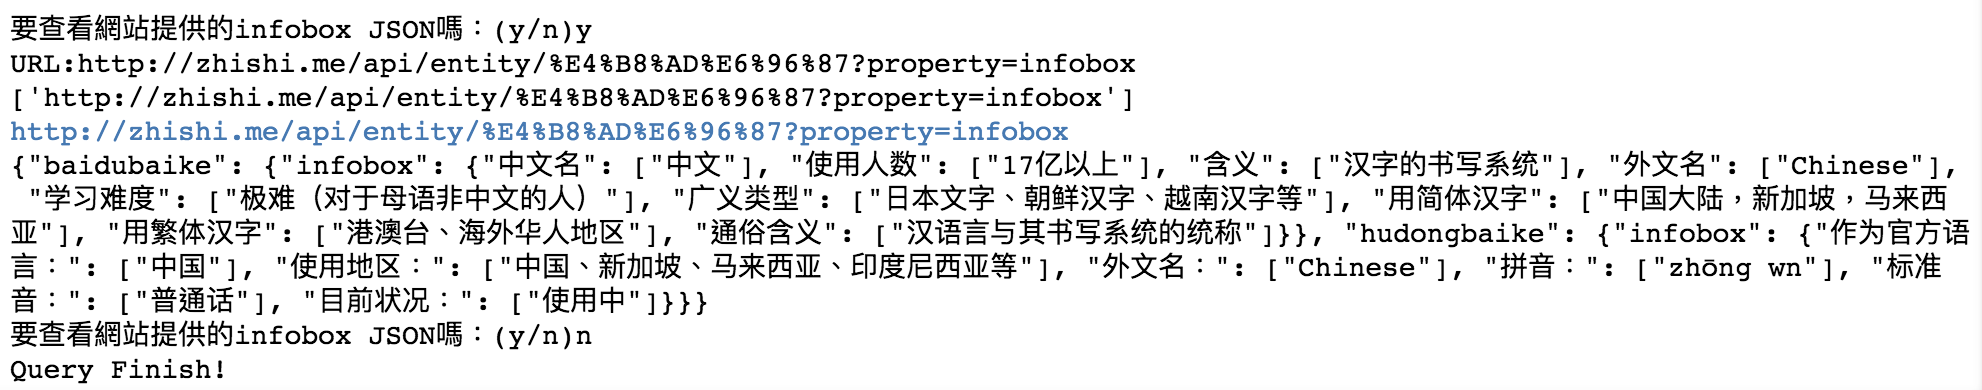 要查看網站提供的infobox JSON嗎：(y/n)y
URL:http://zhishi.me/api/entity/%E4%B8%AD%E6%96%87?property=infobox
['http://zhishi.me/api/entity/%E4%B8%AD%E6%96%87?property=infobox']
http://zhishi.me/api/entity/%E4%B8%AD%E6%96%87?property=infobox
{"baidubaike": {"infobox": {"中文名": ["中文"], "使用人数": ["17亿以上"], "含义": ["汉字的书写系统"], "外文名": ["Chinese"],
"学习难度": ["极难（对于母语非中文的人）"], "广义类型": ["日本文字、朝鲜汉字、越南汉字等"], "用简体汉字": ["中国大陆，新加坡，马来西
亚"], "用繁体汉字": ["港澳台、海外华人地区"], "通俗含义": ["汉语言与其书写系统的统称"]}}, "hudongbaike": {"infobox": {"作为官方语
言：": ["中国"], "使用地区：": ["中国、新加坡、马来西亚、印度尼西亚等"], "外文名：": ["Chinese"], "拼音：": ["zhōng wn"], "标准
音：": ["普通话"], "目前状况：": ["使用中"]}}}
要查看網站提供的infobox JSON嗎：(y/n)n
Query Finish!